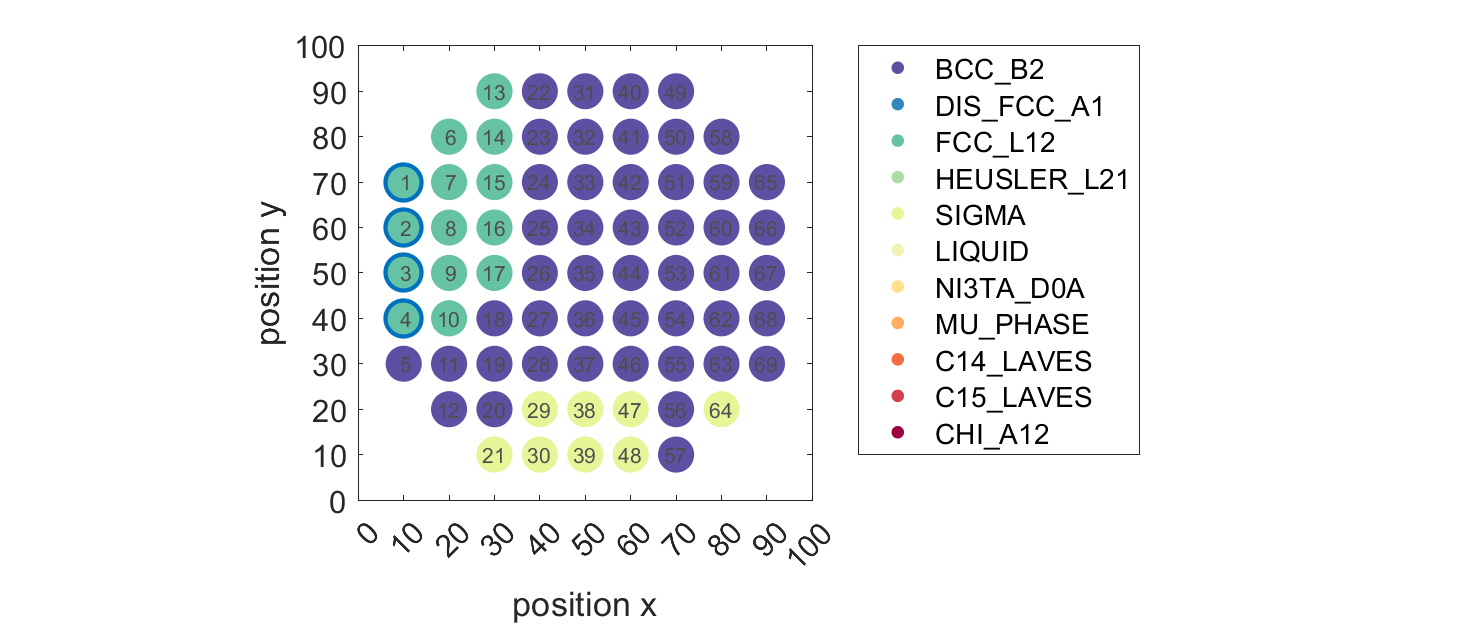 100
90
80
70
60
50
40
30
20
10
0
position y
13 22 31 40 49
6 14 23 32 41 50 58
1 7 15 24 33 42 51 59 65
2 8 16 25 34 43 52 60 66
3 9 17 26 35 44 53 61 67
4 10 18 27 36 45 54 62 68
5 11 19 28 37 46 55 63 69
12 20 29 38 47 56 64
21 30 39 48 57
0 10 20 30 40 50 60 70 80 90 100
position x
BCC_B2
DIS_FCC_A1
FCC_L12
HEUSLER_L21
SIGMA
LIQUID
NI3TA_D0A
MU_PHASE
C14_LAVES
C15_LAVES
CHI_A12